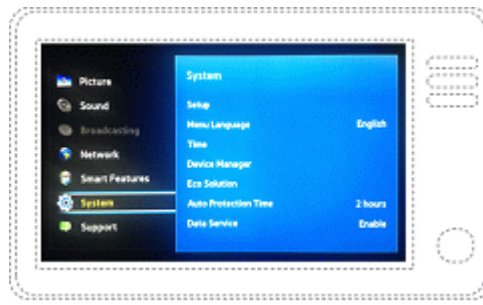 Picture
Sound
Broadcasting
Network
Smart Features
System
Support
System
Setup
Menu Language English
Time
Device Manager
Eco Solution
Auto Protection Time 2 hours
Data Service Enable